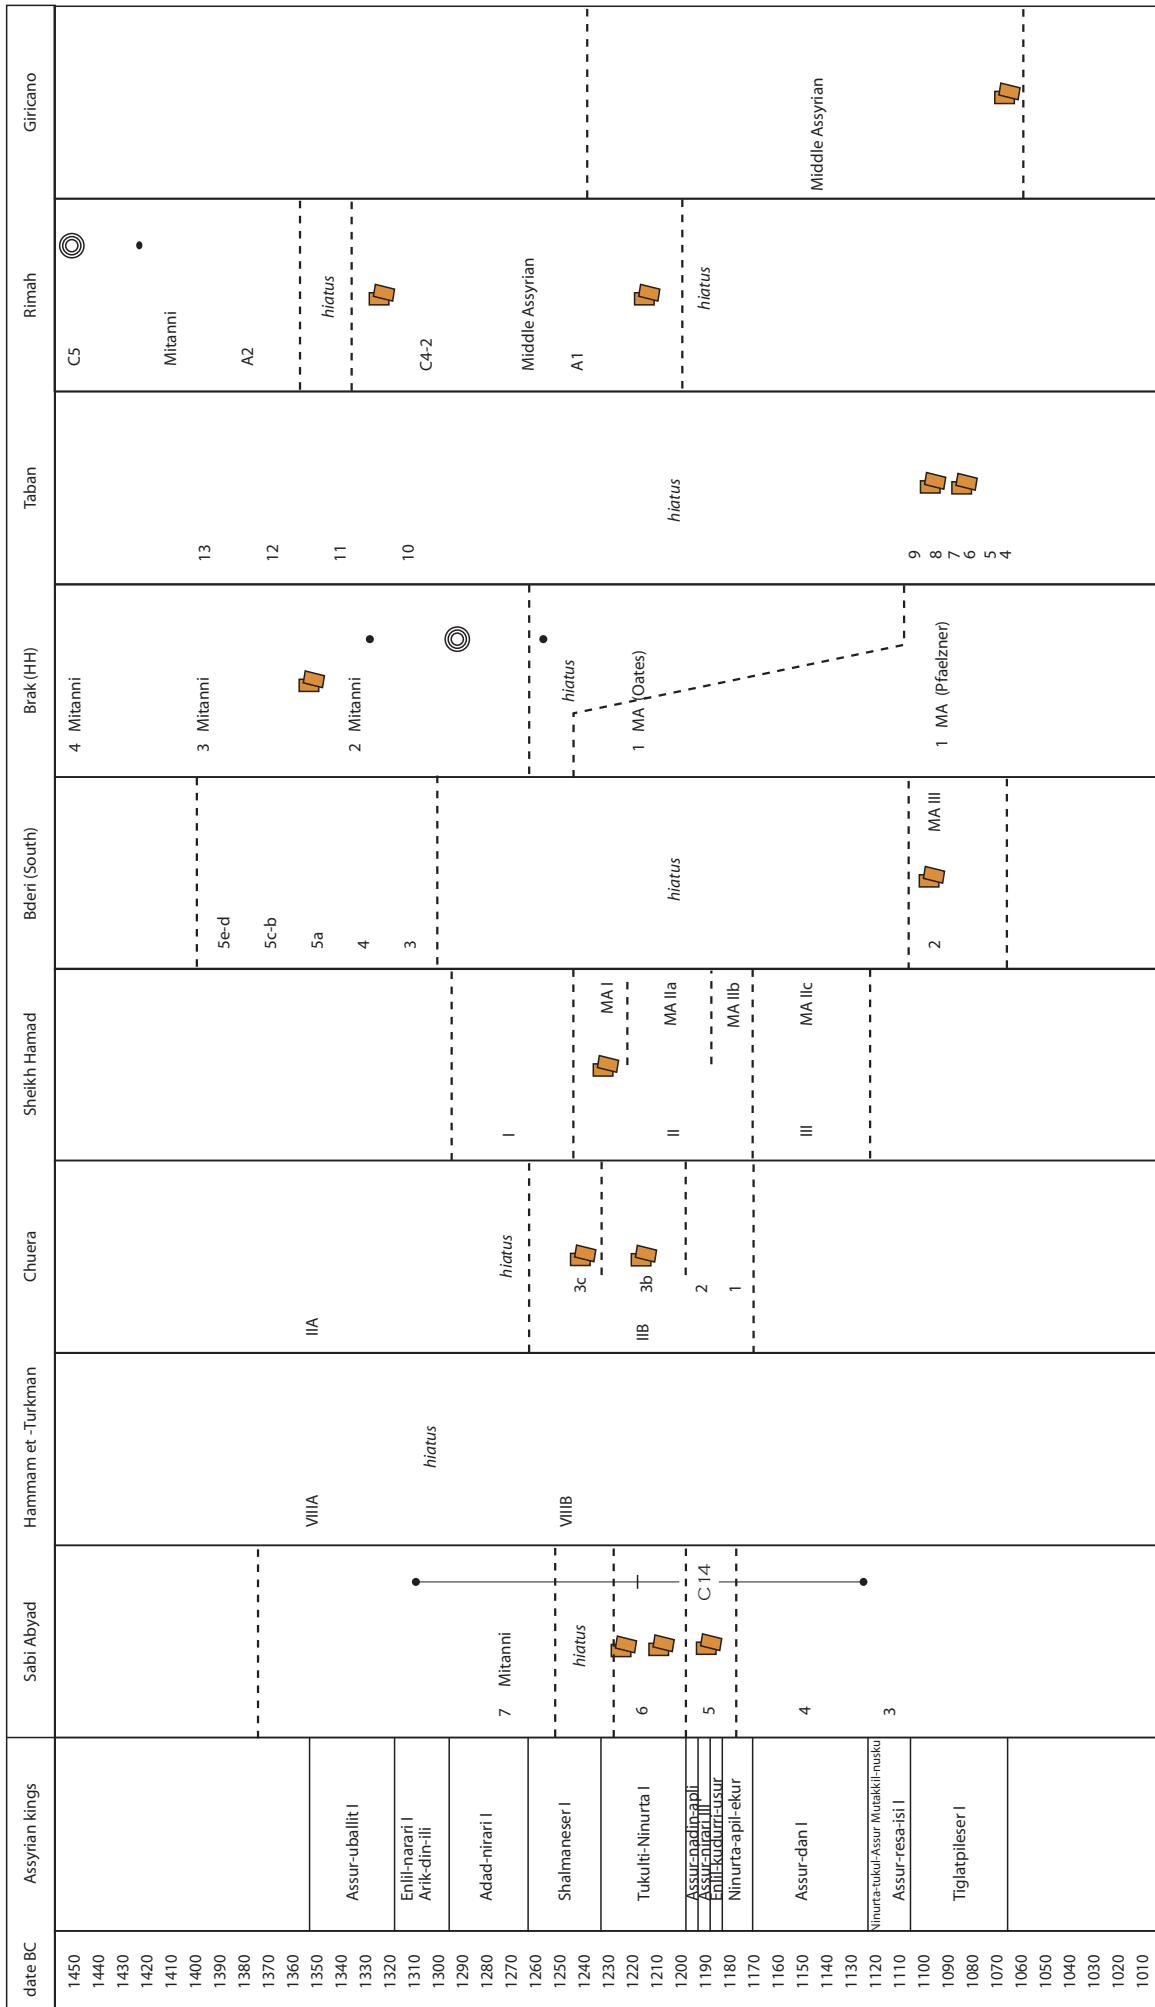 date BC
Assyrian kings
Sabi Abyad
Hammam et -Turkman
Chuera
Sheikh Hamad
Bderi (South)
Brak (HH)
Taban
Rimah
Giricano
1450
1440
1430
1420
1410
1400
1390
1380
1370
1360
1350
1340
1330
1320
1310
1300
1290
1280
1270
1260
1250
1240
1230
1220
1210
1200
1190
1180
1170
1160
1150
1140
1130
1120
1110
1100
1090
1080
1070
1060
1050
1040
1030
1020
1010
Assur-uballit I
Enlil-narari I
Arik-din-ili
Adad-nirari I
Shalmaneser I
Tukulti-Ninurta I
Assur-nadin-apli
Assur-nirari III
Enlil-kudurri-usur
Ninurta-apil-ekur
Assur-dan I
Ninurta-tukul-Assur Mutakkil-nusku
Assur-resa-isi I
Tiglatpileser I
7 Mitanni
hiatus
6
5
C14
4
3
VIIIA
hiatus
VIIIB
IIA
hiatus
3c
3b
IIB
2
1
I
II
III
MA I
MA IIa
MA IIb
MA IIc
5e-d
5c-b
5a
4
3
hiatus
2
MA III
4 Mitanni
3 Mitanni
2 Mitanni
hiatus
1 MA (Oates)
1 MA (Pfaelzner)
13
12
11
10
hiatus
9
8
7
6
5
4
C5
Mitanni
A2
hiatus
C4-2
Middle Assyrian
A1
hiatus
Middle Assyrian